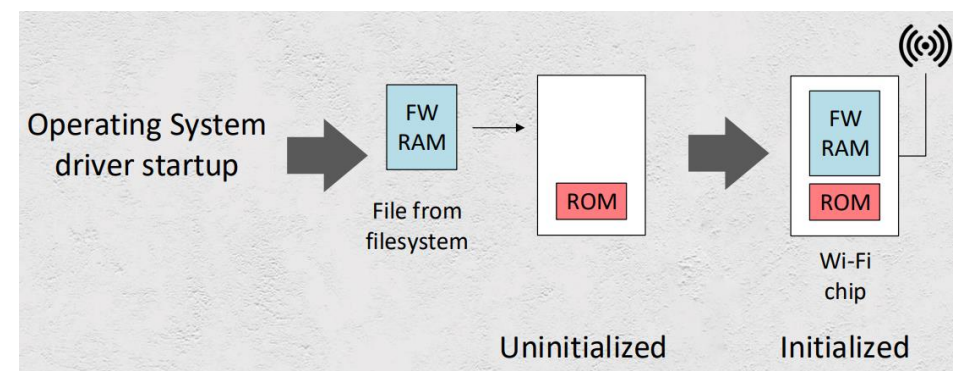 Operating System
driver startup
FW
RAM
File from
filesystem
ROM
Uninitialized
FW
RAM
ROM
Wi-Fi
chip
Initialized